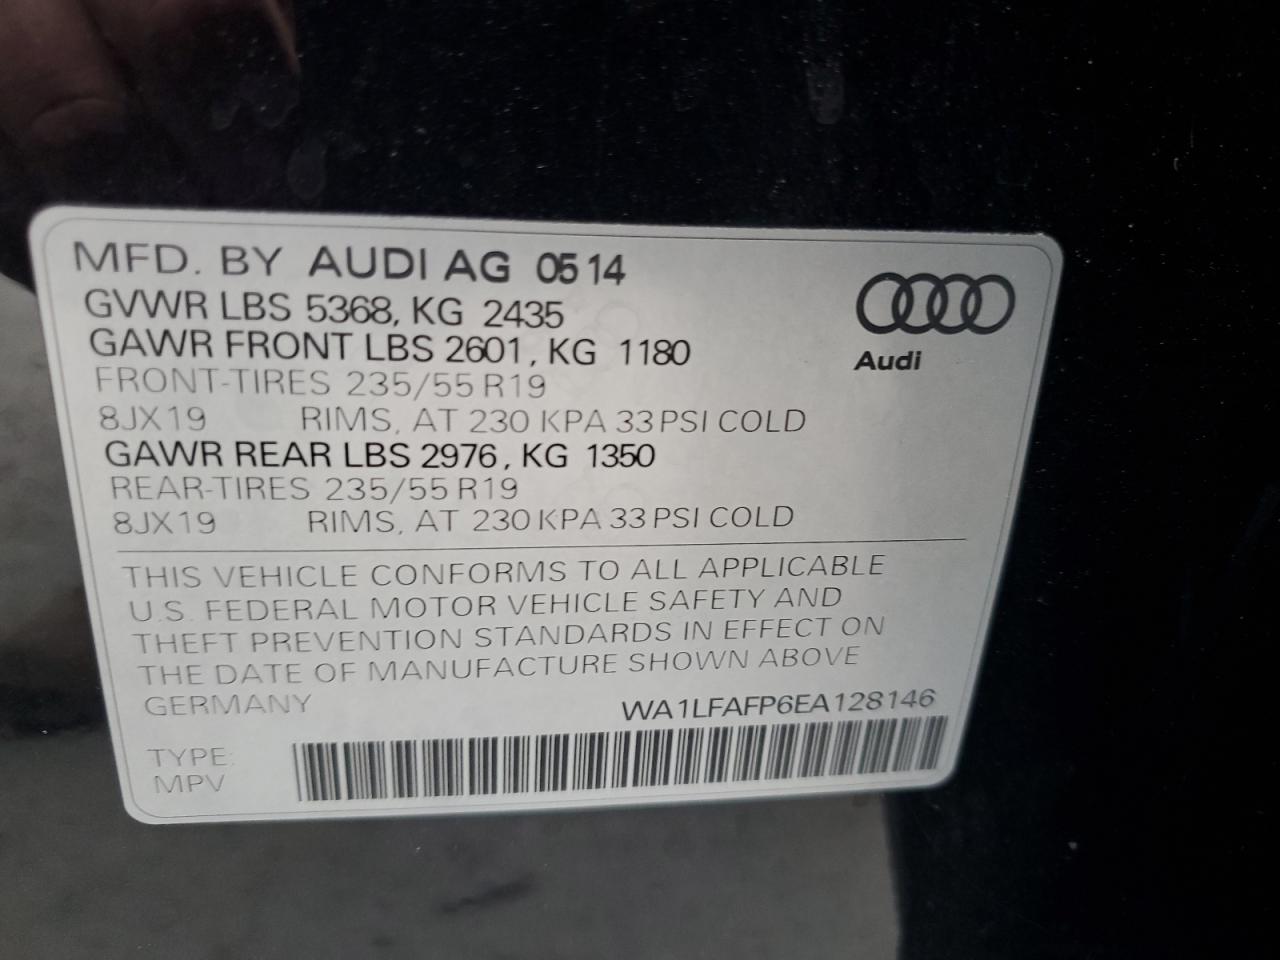 MFD. BY AUDI AG 05 14
GVWR LBS 5368, KG 2435
GAWR FRONT LBS 2601, KG 1180
FRONT-TIRES 235/55 R19
8JX19 RIMS, AT 230 KPA 33 PSI COLD
GAWR REAR LBS 2976, KG 1350
REAR-TIRES 235/55 R19
8JX19 RIMS, AT 230 KPA 33 PSI COLD
Audi
THIS VEHICLE CONFORMS TO ALL APPLICABLE
U.S. FEDERAL MOTOR VEHICLE SAFETY AND
THEFT PREVENTION STANDARDS IN EFFECT ON
THE DATE OF MANUFACTURE SHOWN ABOVE
GERMANY WA1LFAFP6EA128146
TYPE:
MPV